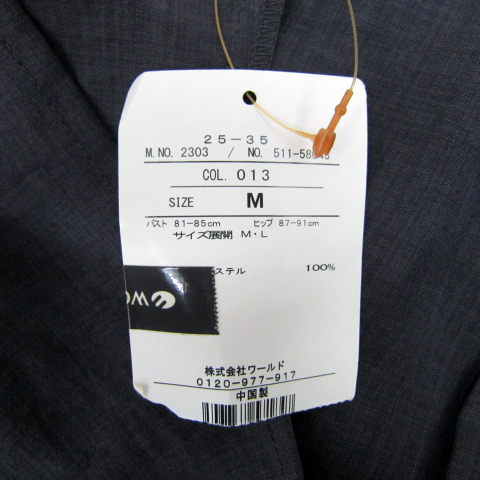 25-35
M.NO. 2303 / NO. 511-58043
COL. 013
SIZE M
バスト 81-85cm ヒップ 87-91cm
サイズ展開 M・L
ステル 100%
株式会社ワールド
0120-977-917
中国製